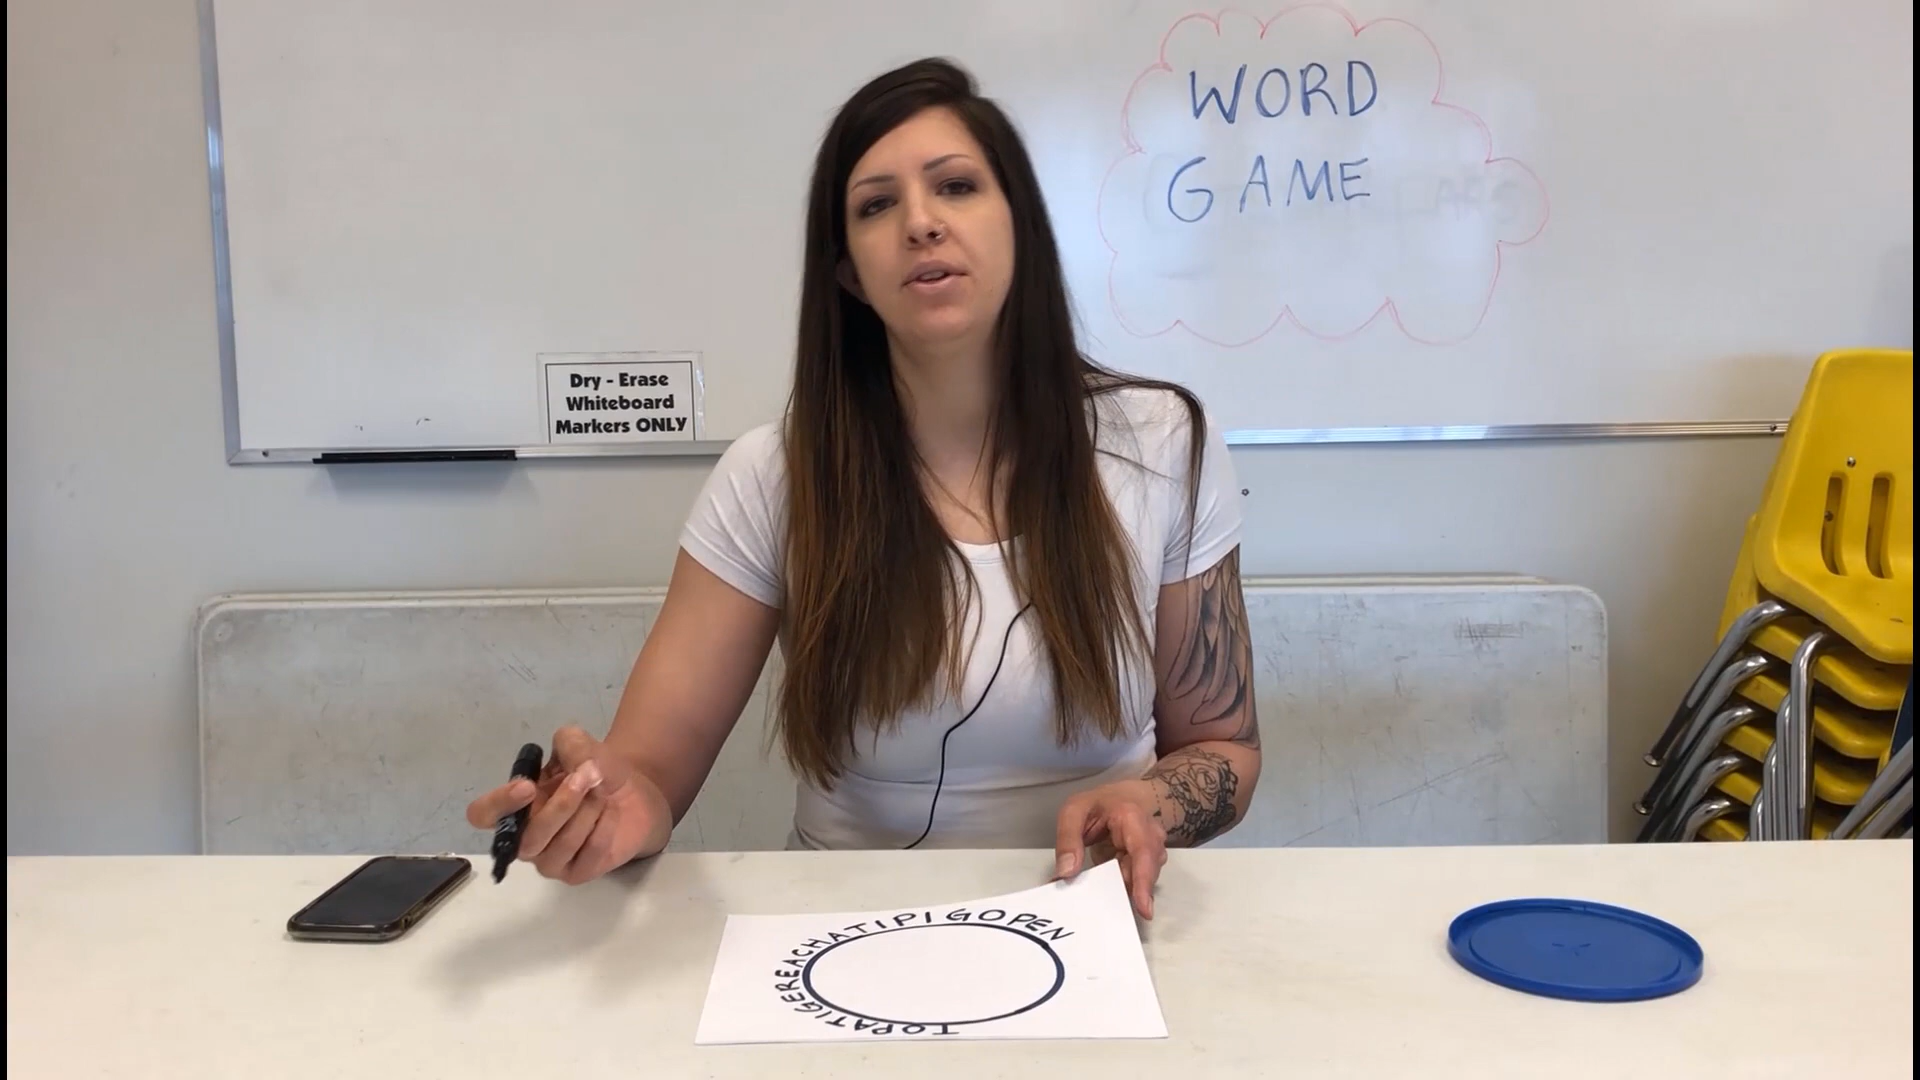 WORD
GAME
Dry - Erase
Whiteboard
Markers ONLY
TOPATIGEREACHATIPIGOPEN